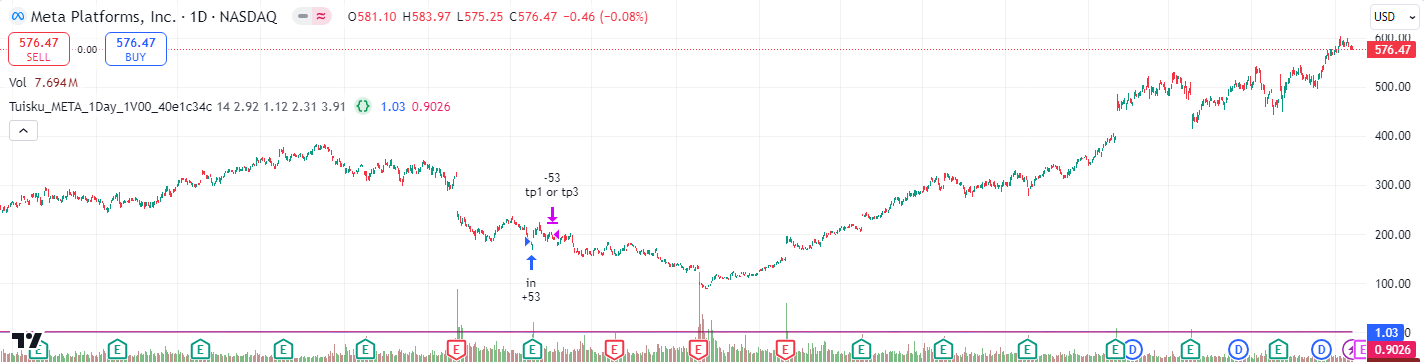 Meta Platforms, Inc. · 1D · NASDAQ O581.10 H583.97 L575.25 C576.47 −0.46 (−0.08%)
USD
576.47 SELL 0.00 576.47 BUY
Vol 7.694M
Tuisku_META_1Day_1V00_40e1c34c 14 2.92 1.12 2.31 3.91 {} 1.03 0.9026
600.00
576.47
500.00
400.00
300.00
200.00
100.00
-53
tp1 or tp3
in
+53
1.03
0.9026
E E E E E E E E E E E E E E D E D E D E